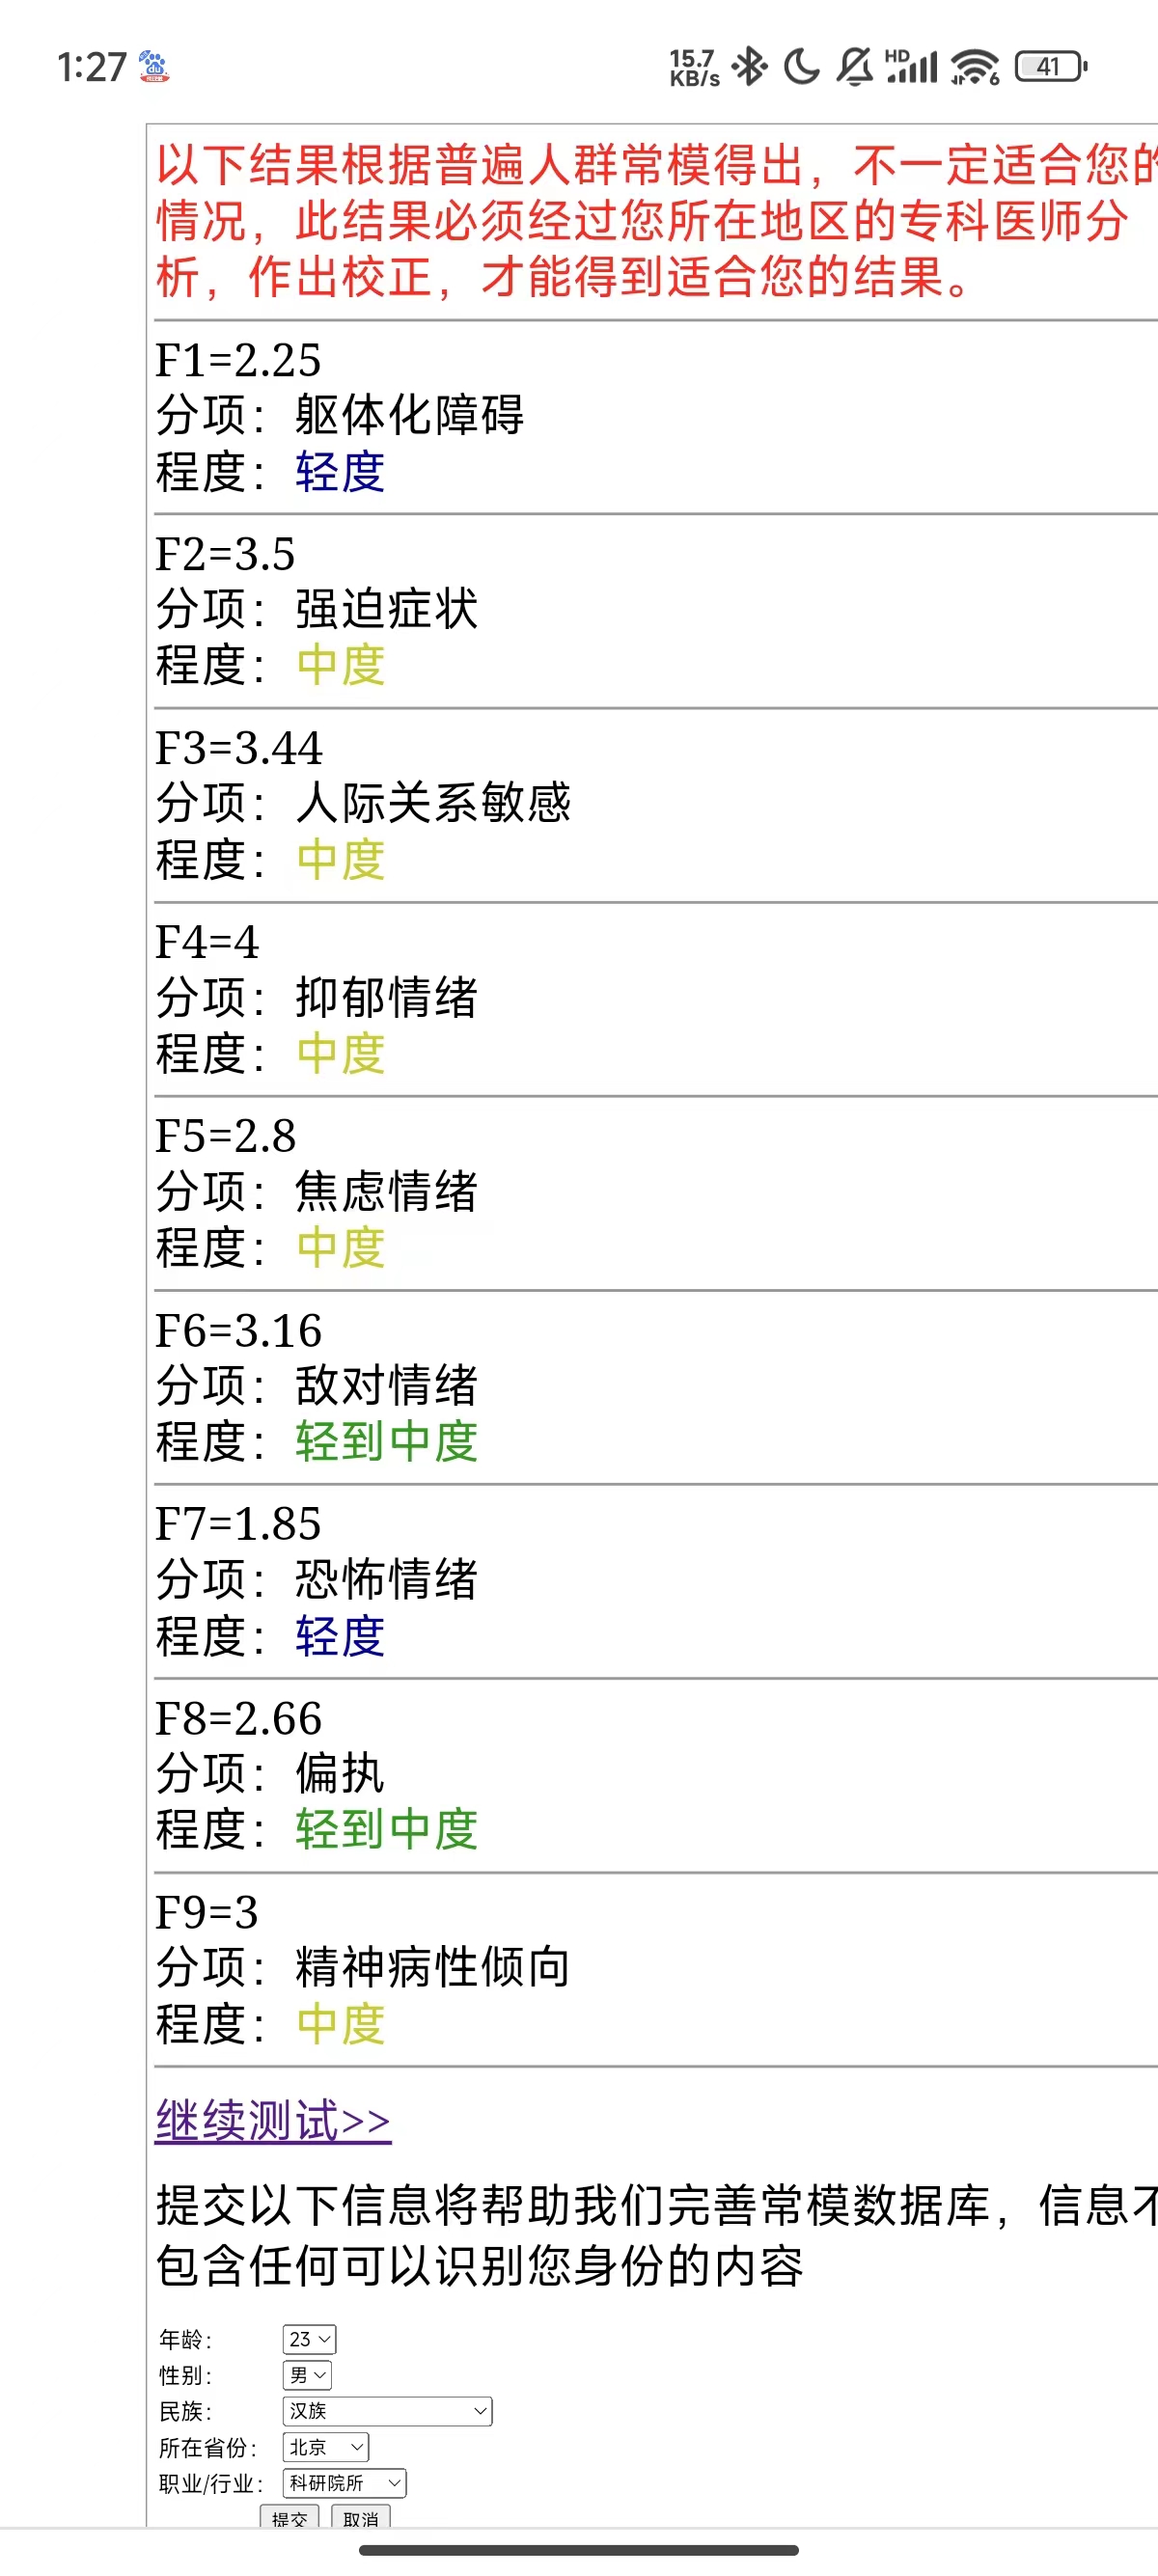 1:27
15.7
KB/s
HD
6
41
以下结果根据普遍人群常模得出，不一定适合您的
情况，此结果必须经过您所在地区的专科医师分
析，作出校正，才能得到适合您的结果。
F1=2.25
分项：躯体化障碍
程度：轻度
F2=3.5
分项：强迫症状
程度：中度
F3=3.44
分项：人际关系敏感
程度：中度
F4=4
分项：抑郁情绪
程度：中度
F5=2.8
分项：焦虑情绪
程度：中度
F6=3.16
分项：敌对情绪
程度：轻到中度
F7=1.85
分项：恐怖情绪
程度：轻度
F8=2.66
分项：偏执
程度：轻到中度
F9=3
分项：精神病性倾向
程度：中度
继续测试>>
提交以下信息将帮助我们完善常模数据库，信息不
包含任何可以识别您身份的内容
年龄： 23
性别： 男
民族： 汉族
所在省份： 北京
职业/行业： 科研院所
提交 取消